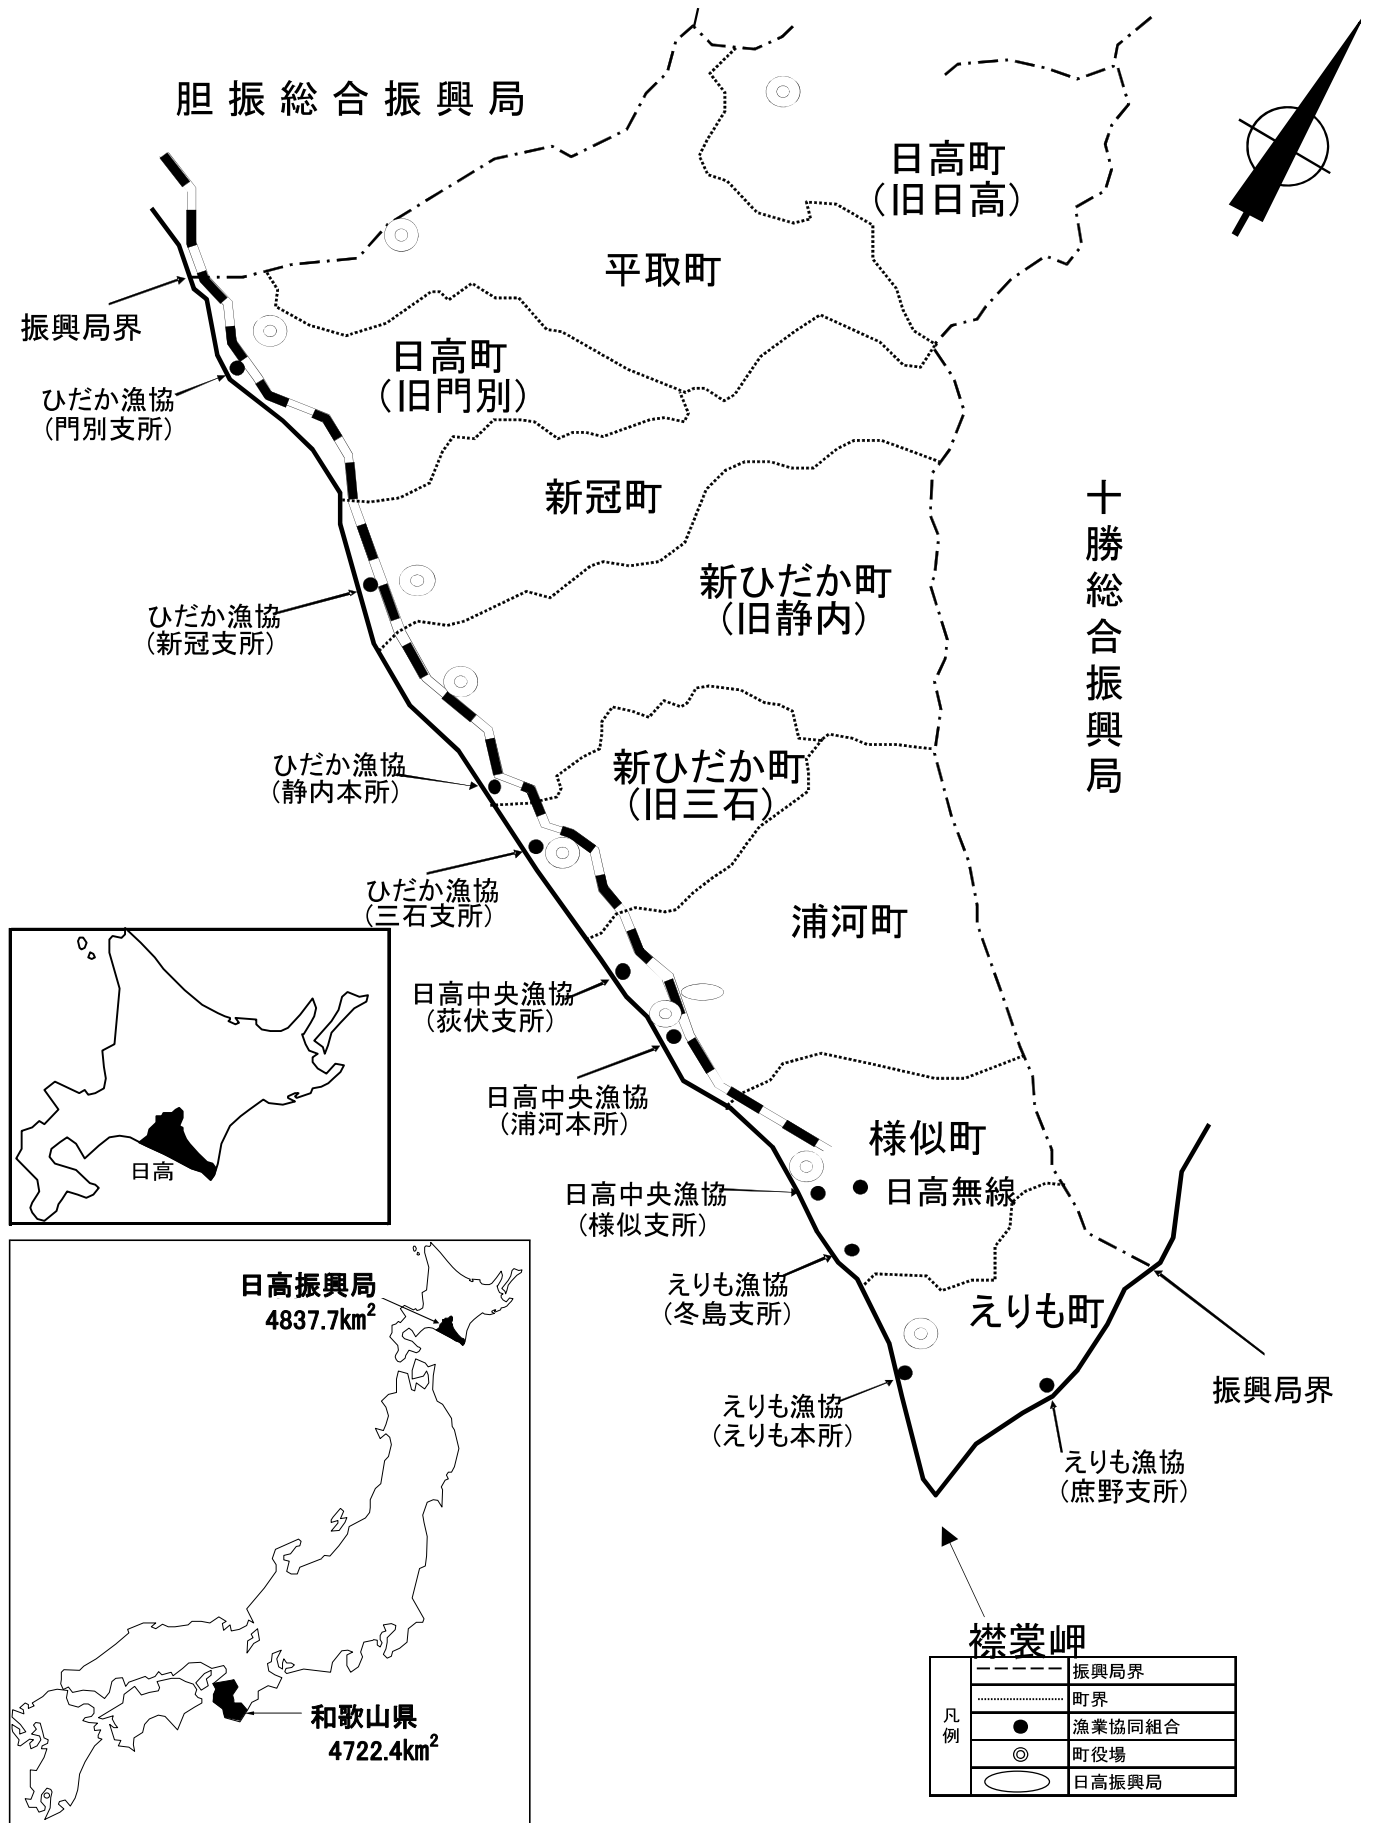 胆振総合振興局
日高町
（旧日高）
平取町
振興局界
日高町
（旧門別）
ひだか漁協
（門別支所）
新冠町
十勝総合振興局
新ひだか町
（旧静内）
ひだか漁協
（新冠支所）
新ひだか町
（旧三石）
ひだか漁協
（静内本所）
ひだか漁協
（三石支所）
浦河町
日高中央漁協
（荻伏支所）
日高中央漁協
（浦河本所）
様似町
日高無線
日高中央漁協
（様似支所）
えりも漁協
（冬島支所）
えりも町
振興局界
えりも漁協
（えりも本所）
えりも漁協
（庶野支所）
襟裳岬
日高
日高振興局
4837.7km²
和歌山県
4722.4km²
凡例
振興局界
町界
漁業協同組合
町役場
日高振興局